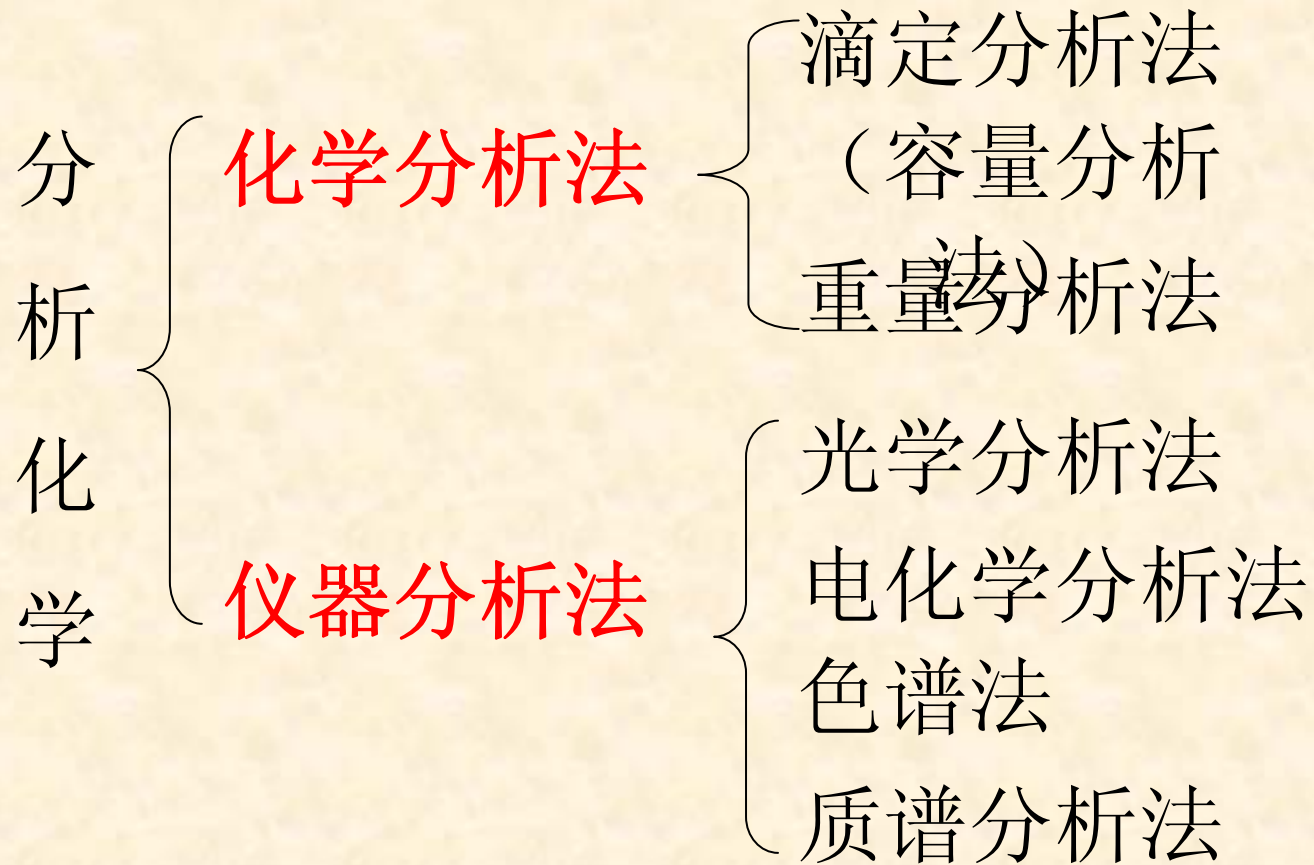 分析化学
化学分析法
滴定分析法
（容量分析
法）
重量分析法
仪器分析法
光学分析法
电化学分析法
色谱法
质谱分析法